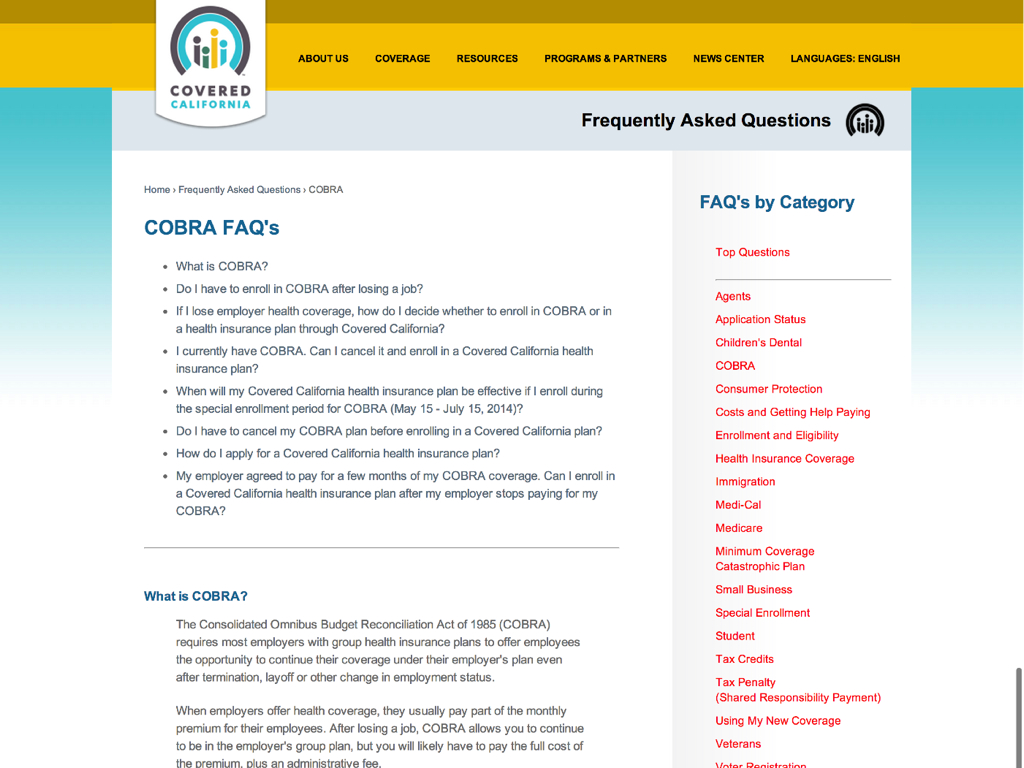 COVERED
CALIFORNIA
ABOUT US COVERAGE RESOURCES PROGRAMS & PARTNERS NEWS CENTER LANGUAGES: ENGLISH
Frequently Asked Questions
Home › Frequently Asked Questions › COBRA
COBRA FAQ's
• What is COBRA?
• Do I have to enroll in COBRA after losing a job?
• If I lose employer health coverage, how do I decide whether to enroll in COBRA or in
a health insurance plan through Covered California?
• I currently have COBRA. Can I cancel it and enroll in a Covered California health
insurance plan?
• When will my Covered California health insurance plan be effective if I enroll during
the special enrollment period for COBRA (May 15 - July 15, 2014)?
• Do I have to cancel my COBRA plan before enrolling in a Covered California plan?
• How do I apply for a Covered California health insurance plan?
• My employer agreed to pay for a few months of my COBRA coverage. Can I enroll in
a Covered California health insurance plan after my employer stops paying for my
COBRA?
What is COBRA?
The Consolidated Omnibus Budget Reconciliation Act of 1985 (COBRA)
requires most employers with group health insurance plans to offer employees
the opportunity to continue their coverage under their employer's plan even
after termination, layoff or other change in employment status.
When employers offer health coverage, they usually pay part of the monthly
premium for their employees. After losing a job, COBRA allows you to continue
to be in the employer's group plan, but you will likely have to pay the full cost of
the premium, plus an administrative fee.
FAQ's by Category
Top Questions
Agents
Application Status
Children's Dental
COBRA
Consumer Protection
Costs and Getting Help Paying
Enrollment and Eligibility
Health Insurance Coverage
Immigration
Medi-Cal
Medicare
Minimum Coverage
Catastrophic Plan
Small Business
Special Enrollment
Student
Tax Credits
Tax Penalty
(Shared Responsibility Payment)
Using My New Coverage
Veterans
Voter Registration